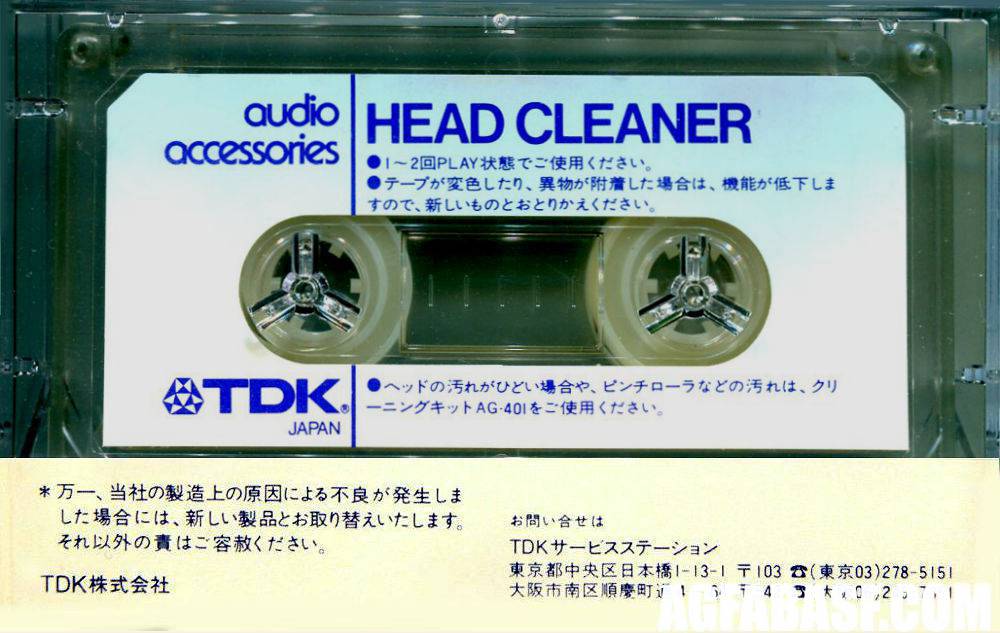 audio
accessories
HEAD CLEANER
●1〜2回PLAY状態でご使用ください。
●テープが変色したり、異物が附着した場合は、機能が低下しま
すので、新しいものとおとりかえください。
TDK®
JAPAN
●ヘッドの汚れがひどい場合や、ピンチローラなどの汚れは、クリ
ーニングキットAG-401をご使用ください。
*万一、当社の製造上の原因による不良が発生しま
した場合には、新しい製品とお取り替えいたします。
それ以外の責はご容赦ください。
TDK株式会社
お問い合せは
TDKサービスステーション
東京都中央区日本橋1-13-1 〒103 ☎(東京03)278-5151
大阪市南区順慶町通
AGFABASF.COM